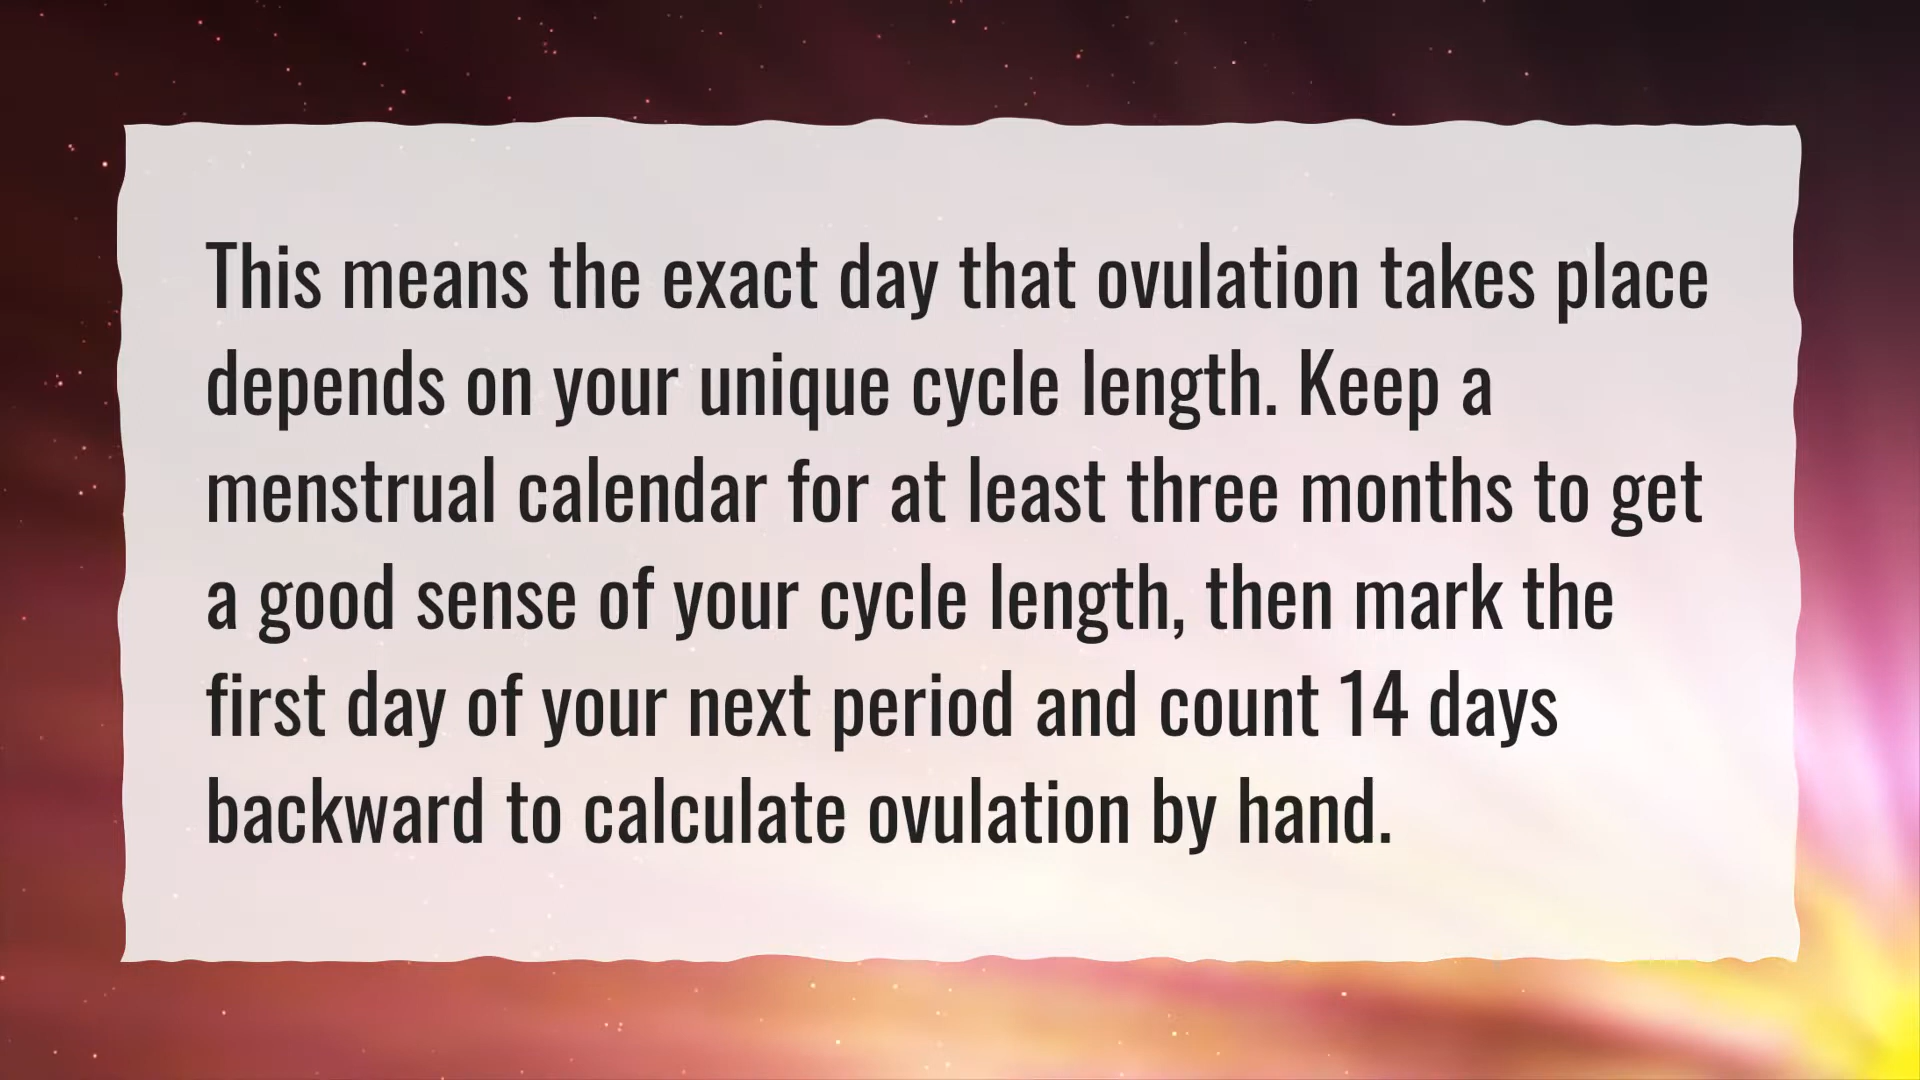 This means the exact day that ovulation takes place
depends on your unique cycle length. Keep a
menstrual calendar for at least three months to get
a good sense of your cycle length, then mark the
first day of your next period and count 14 days
backward to calculate ovulation by hand.